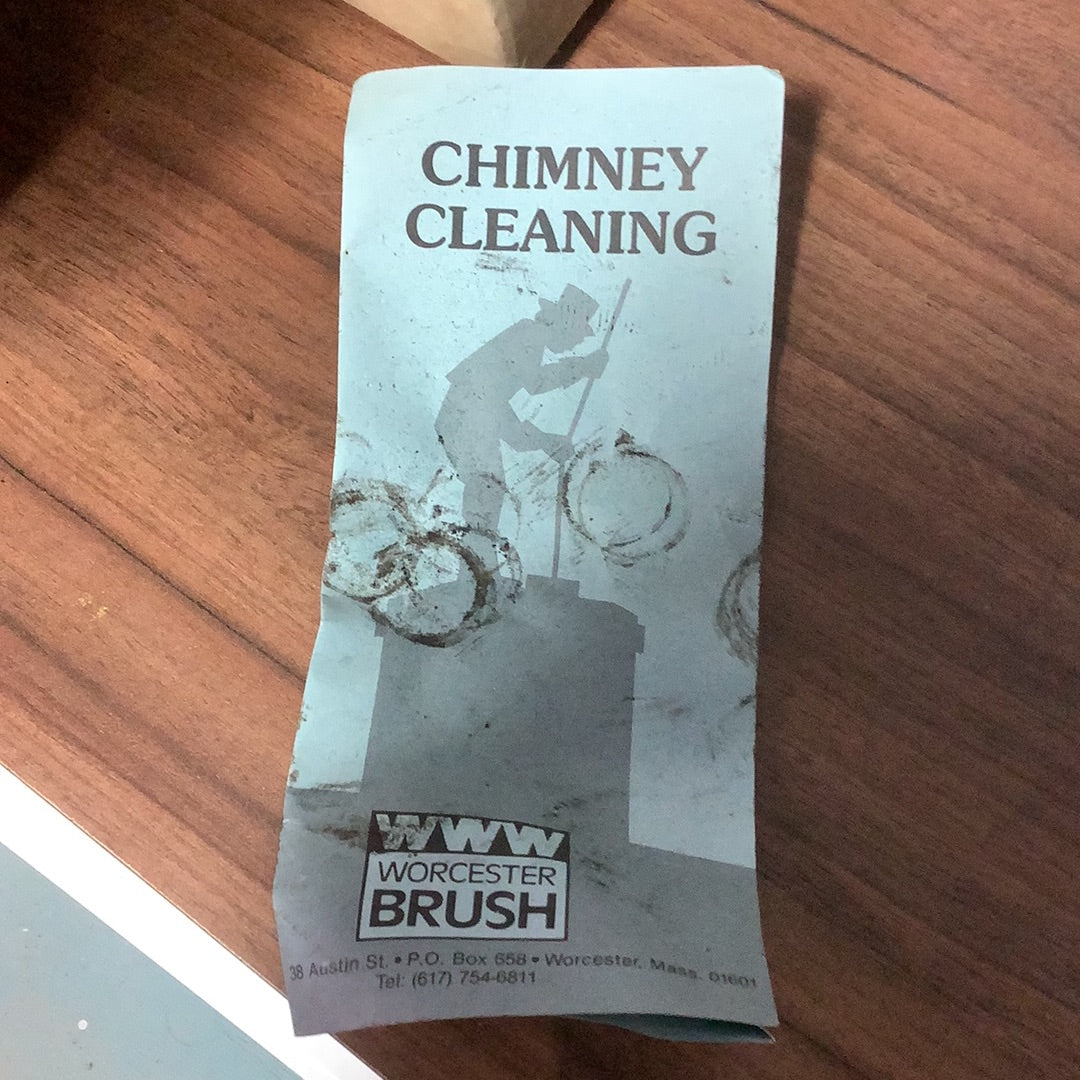 CHIMNEY
CLEANING
WWW
WORCESTER
BRUSH
38 Austin St. • P.O. Box 658 • Worcester, Mass. 01601
Tel: (617) 754-6811